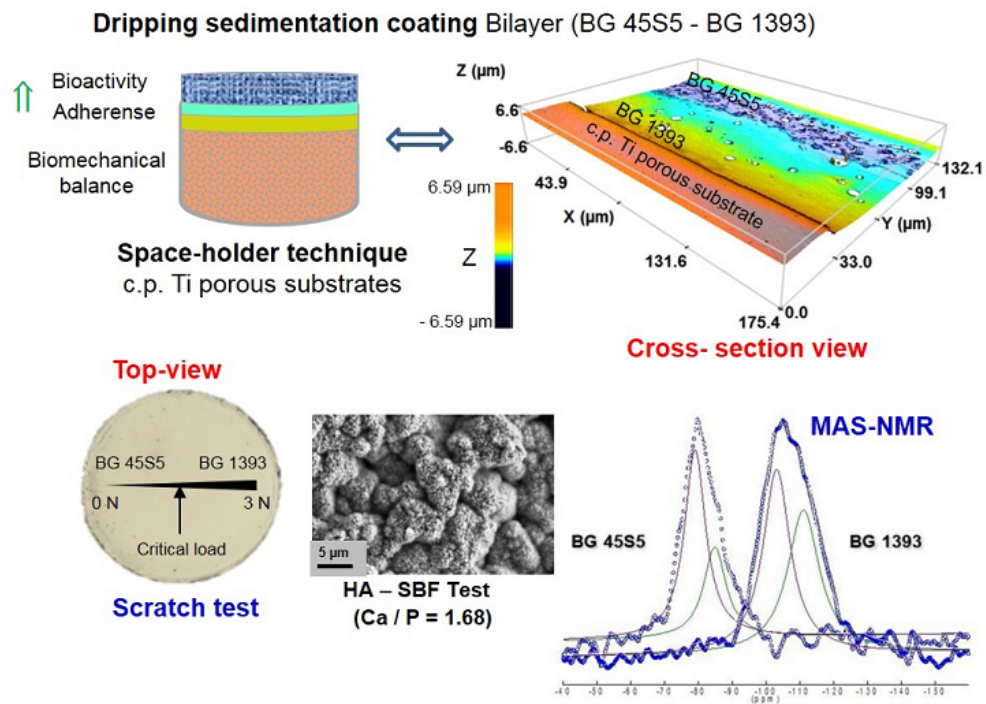 Dripping sedimentation coating Bilayer (BG 45S5 - BG 1393)
Bioactivity
Adherense
Biomechanical
balance
Space-holder technique
c.p. Ti porous substrates
6.59 µm
Z
- 6.59 µm
Z (µm)
6.6
-6.6
43.9
X (µm)
131.6
175.4
0.0
33.0
Y (µm)
99.1
132.1
BG 45S5
BG 1393
c.p. Ti porous substrate
Cross- section view
Top-view
BG 45S5 BG 1393
0 N 3 N
Critical load
Scratch test
5 µm
HA – SBF Test
(Ca / P = 1.68)
MAS-NMR
BG 45S5
BG 1393
-40 -50 -60 -70 -80 -90 -100 -110 -120 -130 -140 -150
(ppm)